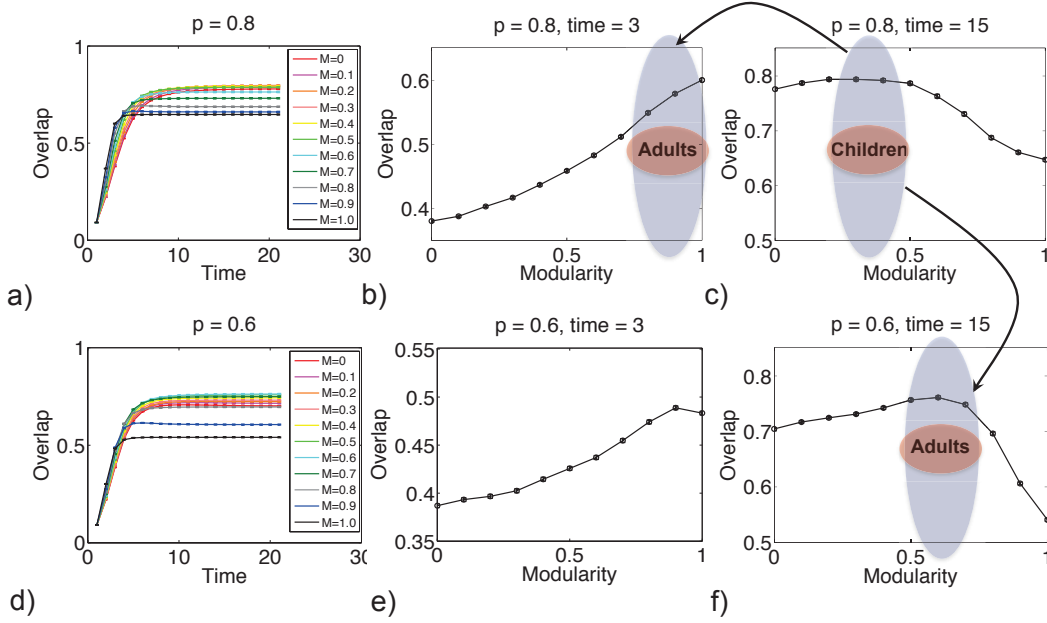 p = 0.8
1
0.5
0
0 10 20 30
Overlap
Time
M=0
M=0.1
M=0.2
M=0.3
M=0.4
M=0.5
M=0.6
M=0.7
M=0.8
M=0.9
M=1.0
a)
p = 0.8, time = 3
0.6
0.5
0.4
0 0.5 1
Overlap
Modularity
Adults
b)
p = 0.8, time = 15
0.8
0.7
0.8
0.5
0 0.5 1
Overlap
Modularity
Children
c)
p = 0.6
1
0.5
0
0 10 20 30
Overlap
Time
M=0
M=0.1
M=0.2
M=0.3
M=0.4
M=0.5
M=0.6
M=0.7
M=0.8
M=0.9
M=1.0
d)
p = 0.6, time = 3
0.55
0.5
0.45
0.4
0.35
0 0.5 1
Overlap
Modularity
e)
p = 0.6, time = 15
0.8
0.7
0.6
0.5
0 0.5 1
Overlap
Modularity
Adults
f)